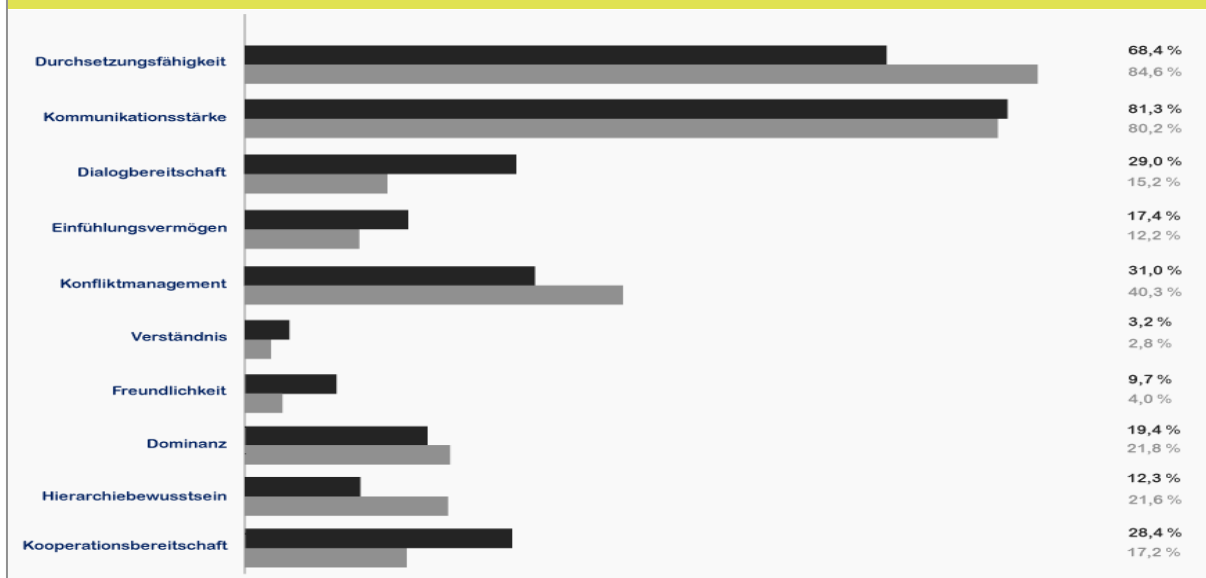 Durchsetzungsfähigkeit
68,4 %
84,6 %
Kommunikationsstärke
81,3 %
80,2 %
Dialogbereitschaft
29,0 %
15,2 %
Einfühlungsvermögen
17,4 %
12,2 %
Konfliktmanagement
31,0 %
40,3 %
Verständnis
3,2 %
2,8 %
Freundlichkeit
9,7 %
4,0 %
Dominanz
19,4 %
21,8 %
Hierarchiebewusstsein
12,3 %
21,6 %
Kooperationsbereitschaft
28,4 %
17,2 %